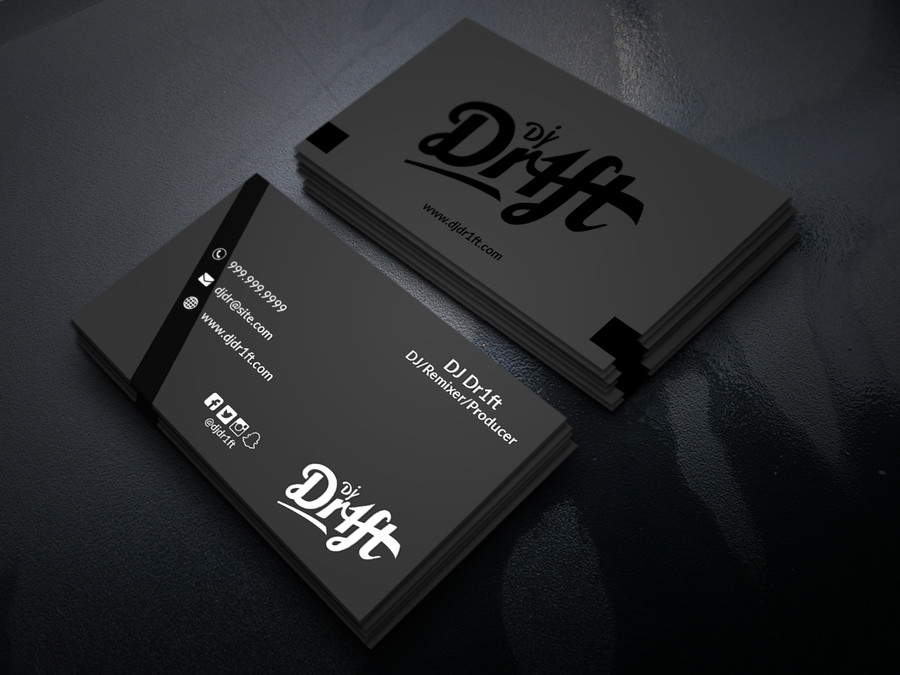 Dj
Dr1ft
www.djdr1ft.com
999.999.9999
djdr@site.com
www.djdr1ft.com
@djdr1ft
DJ Dr1ft
DJ/Remixer/Producer
Dj
Dr1ft